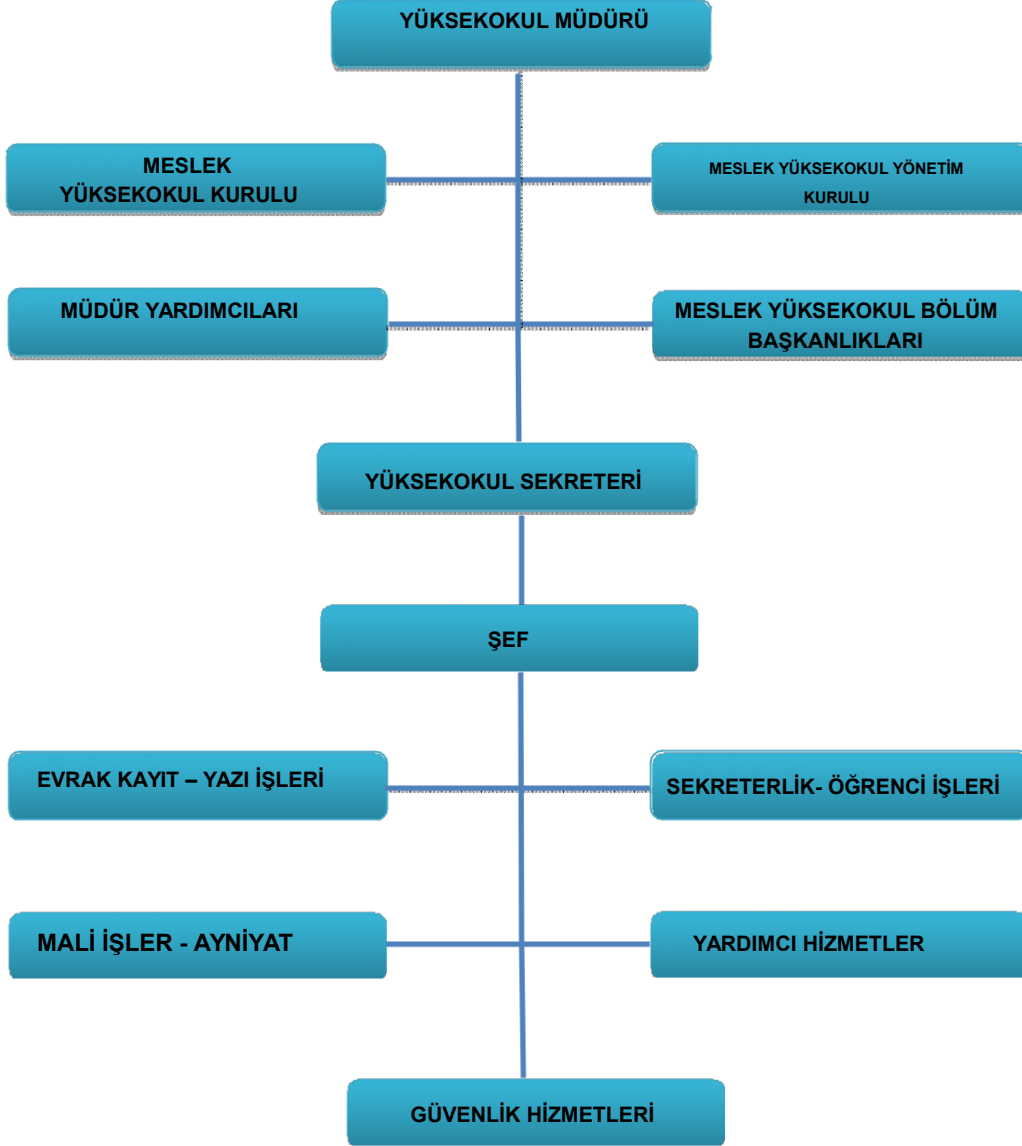 YÜKSEKOKUL MÜDÜRÜ
MESLEK
YÜKSEKOKUL KURULU
MESLEK YÜKSEKOKUL YÖNETİM
KURULU
MÜDÜR YARDIMCILARI
MESLEK YÜKSEKOKUL BÖLÜM
BAŞKANLIKLARI
YÜKSEKOKUL SEKRETERİ
ŞEF
EVRAK KAYIT – YAZI İŞLERİ
SEKRETERLİK- ÖĞRENCİ İŞLERİ
MALİ İŞLER - AYNİYAT
YARDIMCI HİZMETLER
GÜVENLİK HİZMETLERİ